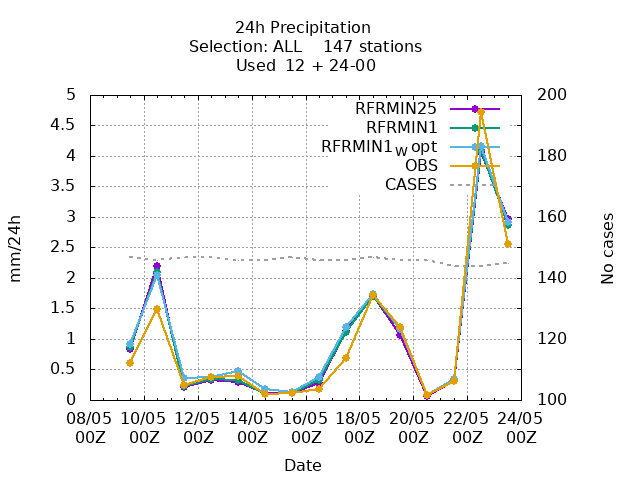 24h Precipitation
Selection: ALL    147 stations
Used  12 + 24-00
mm/24h
No cases
5
4.5
4
3.5
3
2.5
2
1.5
1
0.5
0
200
180
160
140
120
100
RFRMIN25
RFRMIN1
RFRMIN1w opt
OBS
CASES
08/05 10/05 12/05 14/05 16/05 18/05 20/05 22/05 24/05
00Z 00Z 00Z 00Z 00Z 00Z 00Z 00Z 00Z
Date